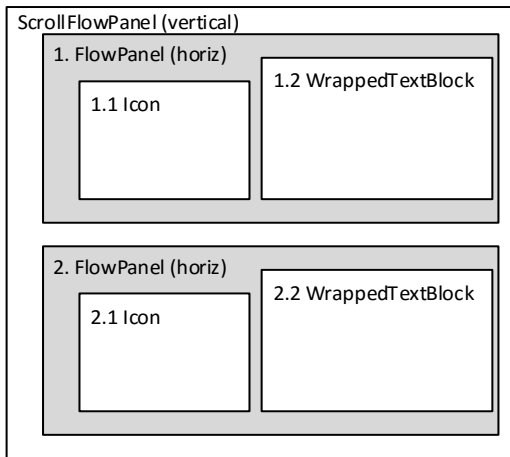 ScrollFlowPanel (vertical)
1. FlowPanel (horiz)
1.1 Icon
1.2 WrappedTextBlock
2. FlowPanel (horiz)
2.1 Icon
2.2 WrappedTextBlock